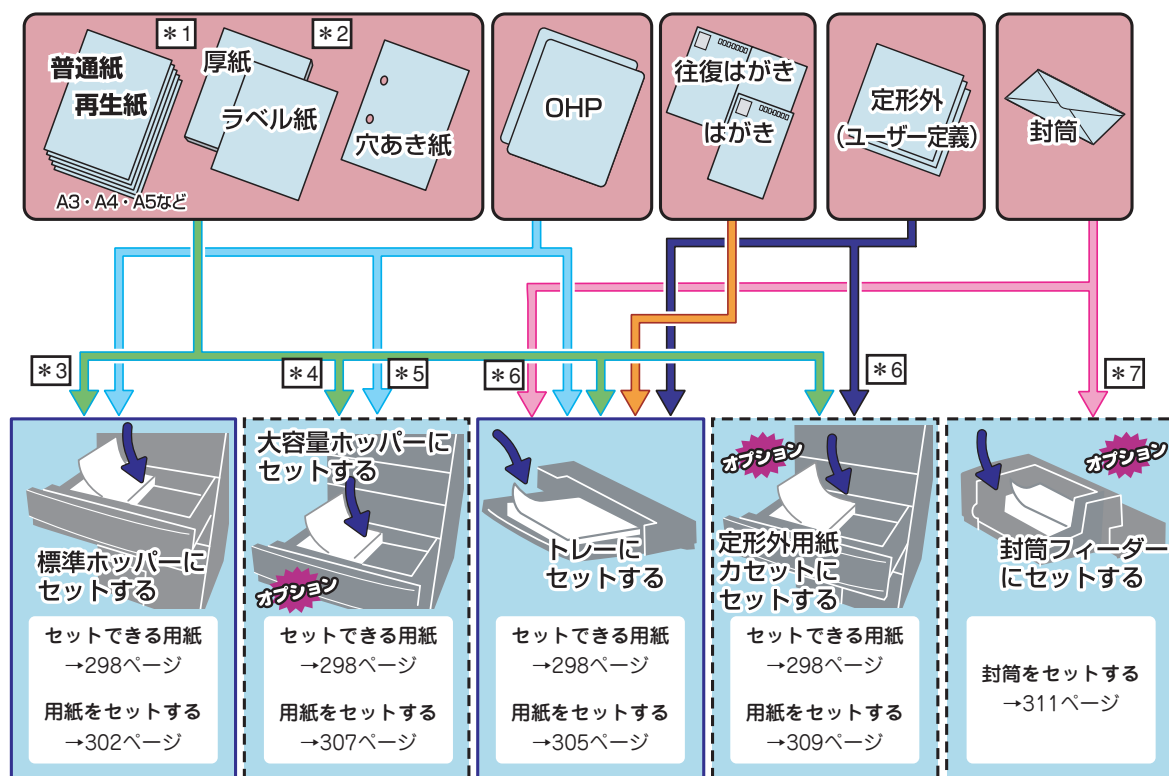 *1
*2
普通紙
再生紙
厚紙
ラベル紙
穴あき紙
A3・A4・A5など
OHP
往復はがき
はがき
定形外
(ユーザー定義)
封筒
*3
*4
*5
*6
*6
*7
標準ホッパーに
セットする
セットできる用紙
→298ページ
用紙をセットする
→302ページ
大容量ホッパーに
セットする
オプション
セットできる用紙
→298ページ
用紙をセットする
→307ページ
トレーに
セットする
セットできる用紙
→298ページ
用紙をセットする
→305ページ
オプション
定形外用紙
カセットに
セットする
セットできる用紙
→298ページ
用紙をセットする
→309ページ
オプション
封筒フィーダー
にセットする
封筒をセットする
→311ページ